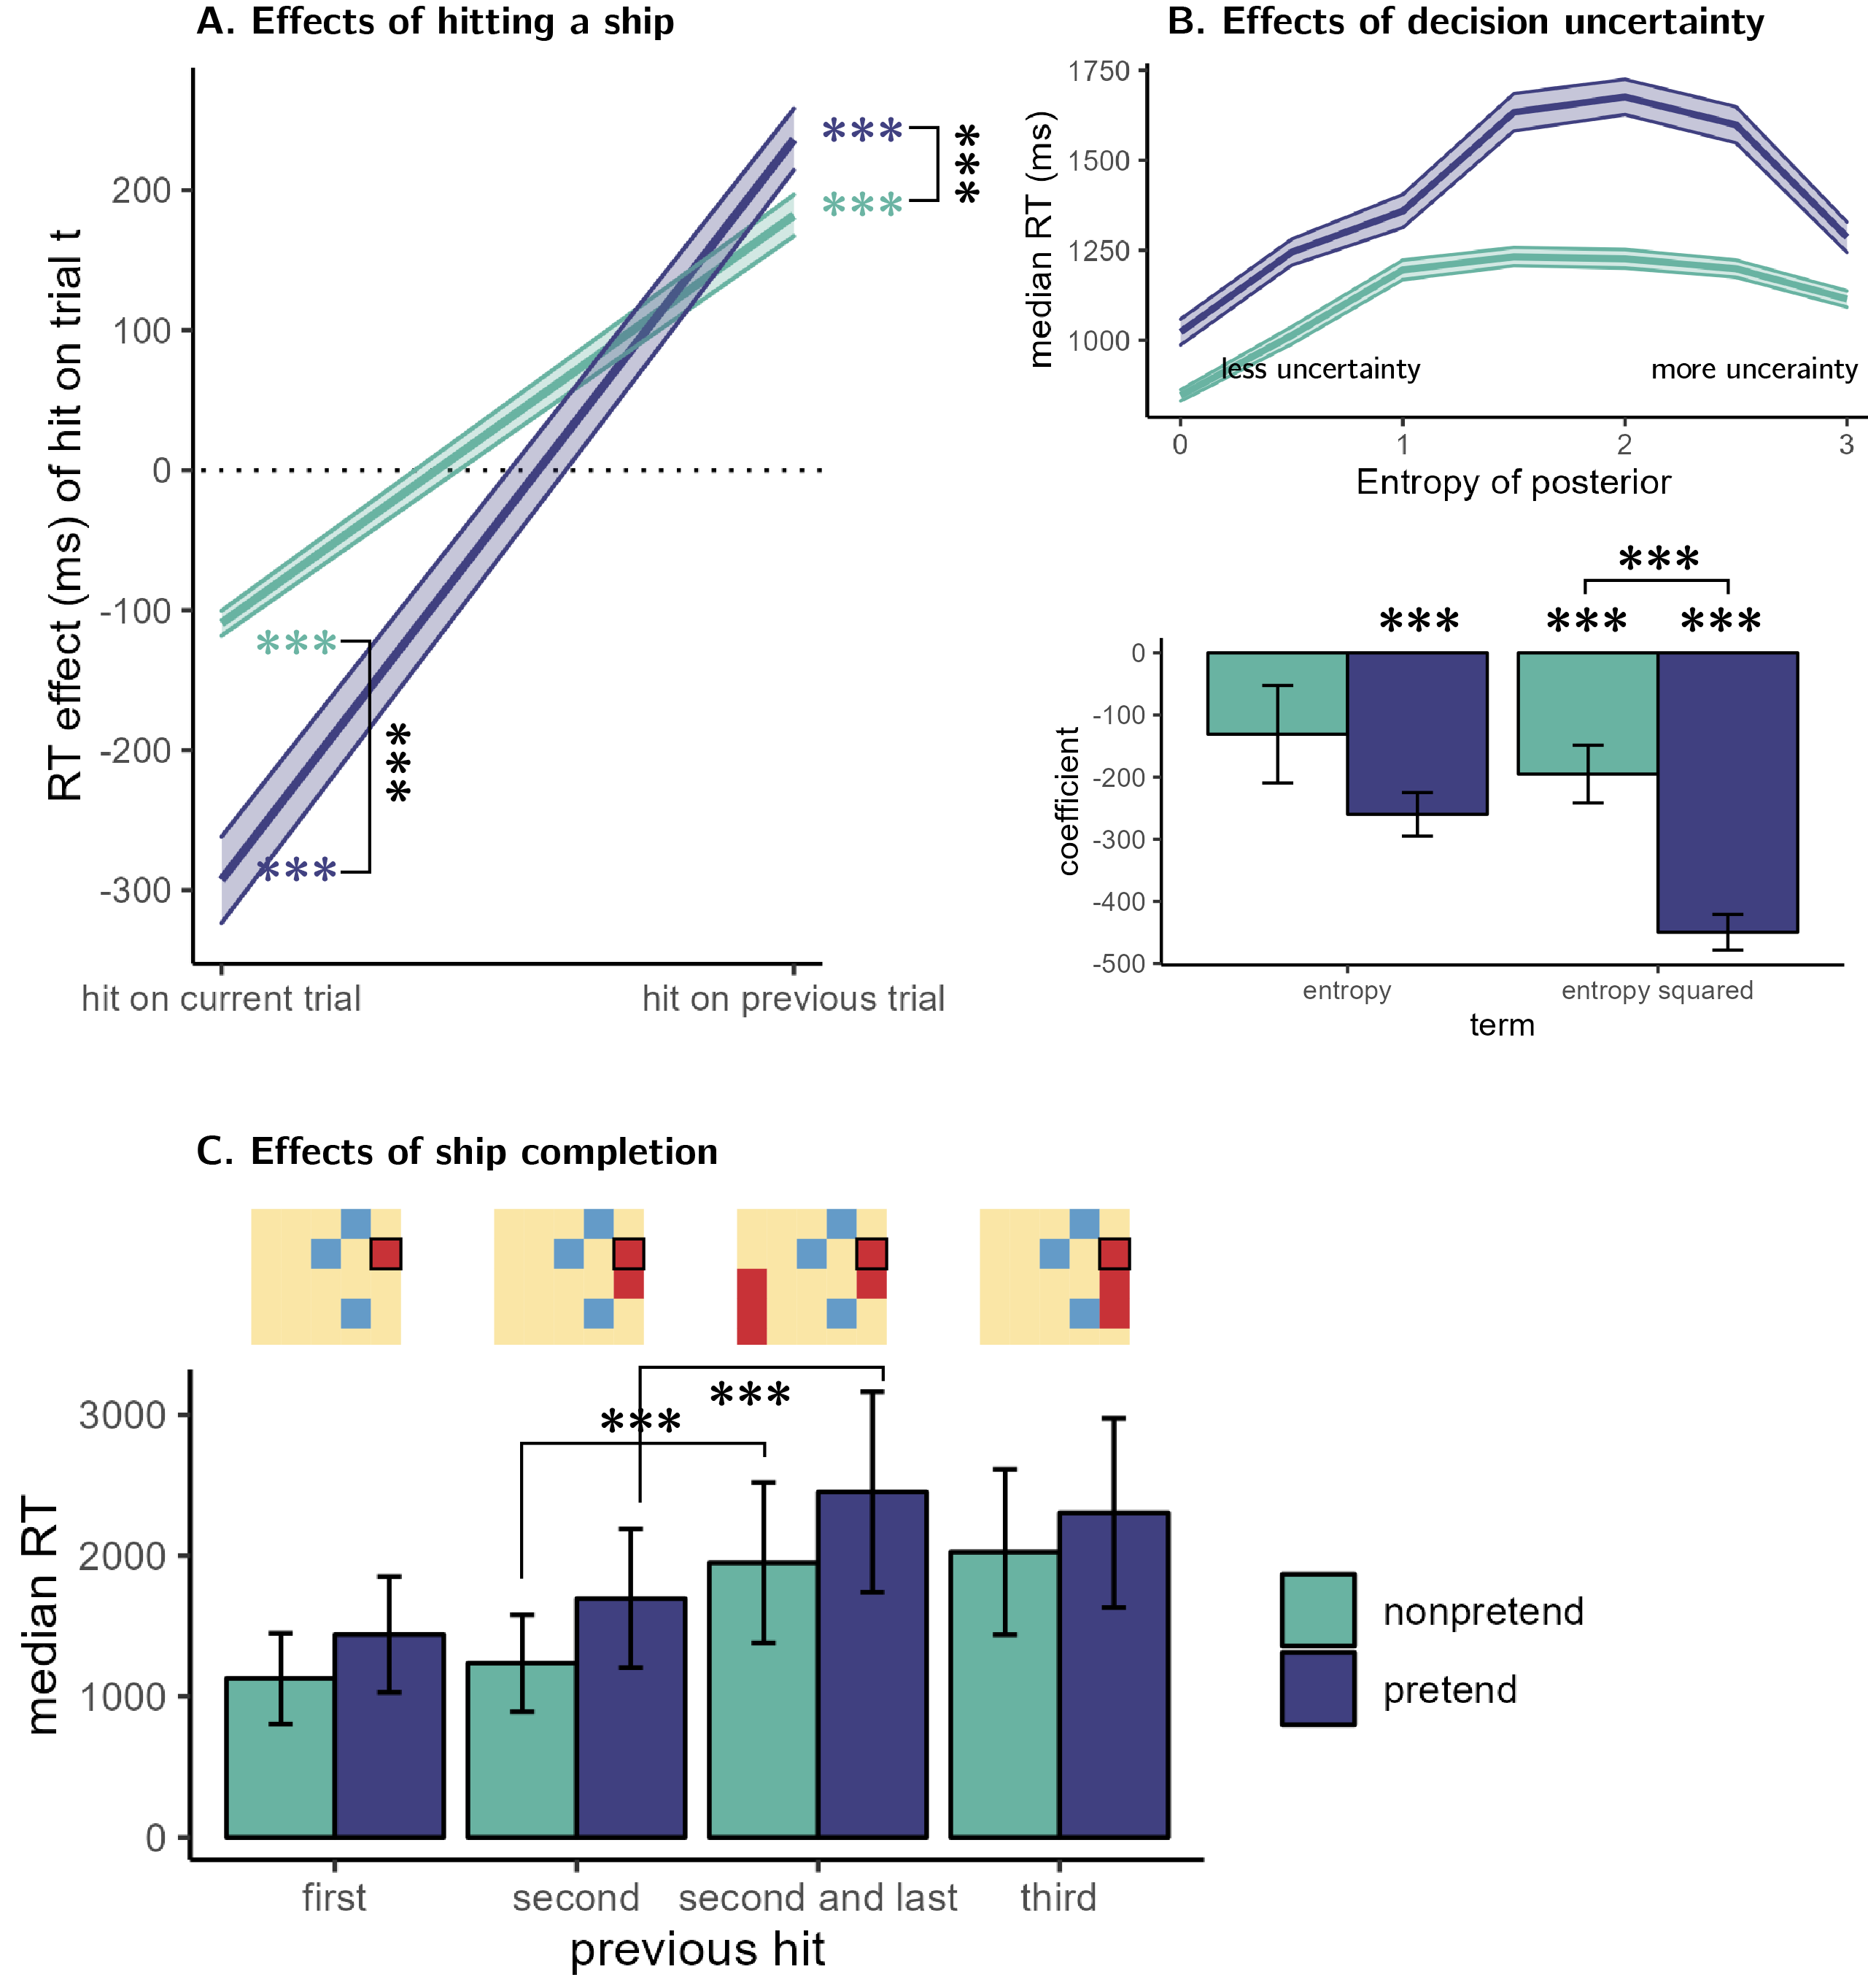 A. Effects of hitting a ship
RT effect (ms) of hit on trial t
200
100
0
-100
-200
-300
***
***
***
***
***
***
hit on current trial
hit on previous trial
B. Effects of decision uncertainty
median RT (ms)
1750
1500
1250
1000
less uncertainty
more uncerainty
0
1
2
3
Entropy of posterior
***
***
***
***
coefficient
0
-100
-200
-300
-400
-500
entropy
entropy squared
term
C. Effects of ship completion
median RT
3000
2000
1000
0
***
***
first
second
second and last
third
previous hit
nonpretend
pretend